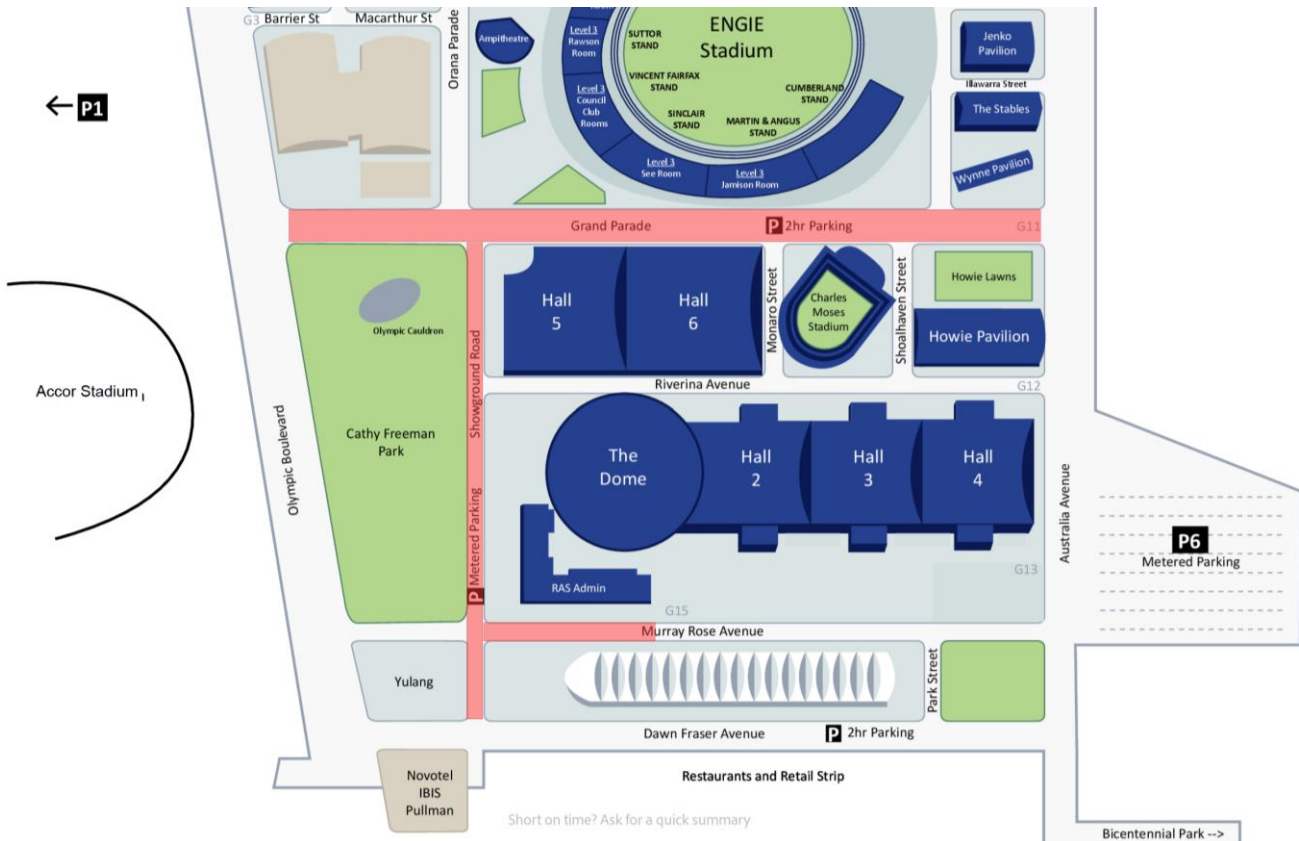 G3 Barrier St
Macarthur St
Orana Parade
Ampitheatre
Level 3
Rawson
Room
Level 3
Council
Club
Rooms
Level 3
See Room
Level 3
Jamison Room
ENGIE
Stadium
SUTTOR
STAND
VINCENT FAIRFAX
STAND
SINCLAIR
STAND
MARTIN & ANGUS
STAND
CUMBERLAND
STAND
Jenko
Pavilion
Illawarra Street
The Stables
Wynne Pavilion
← P1
Grand Parade
P 2hr Parking
G11
Accor Stadium
Olympic Boulevard
Olympic Cauldron
Cathy Freeman
Park
Showground Road
P Metered Parking
Hall
5
Hall
6
Monaro Street
Charles
Moses
Stadium
Shoalhaven Street
Howie Lawns
Howie Pavilion
Riverina Avenue
G12
The
Dome
Hall
2
Hall
3
Hall
4
Australia Avenue
P6
Metered Parking
RAS Admin
G13
G15
Murray Rose Avenue
Yulang
Park Street
Dawn Fraser Avenue
P 2hr Parking
Novotel
IBIS
Pullman
Restaurants and Retail Strip
Short on time? Ask for a quick summary
Bicentennial Park -->